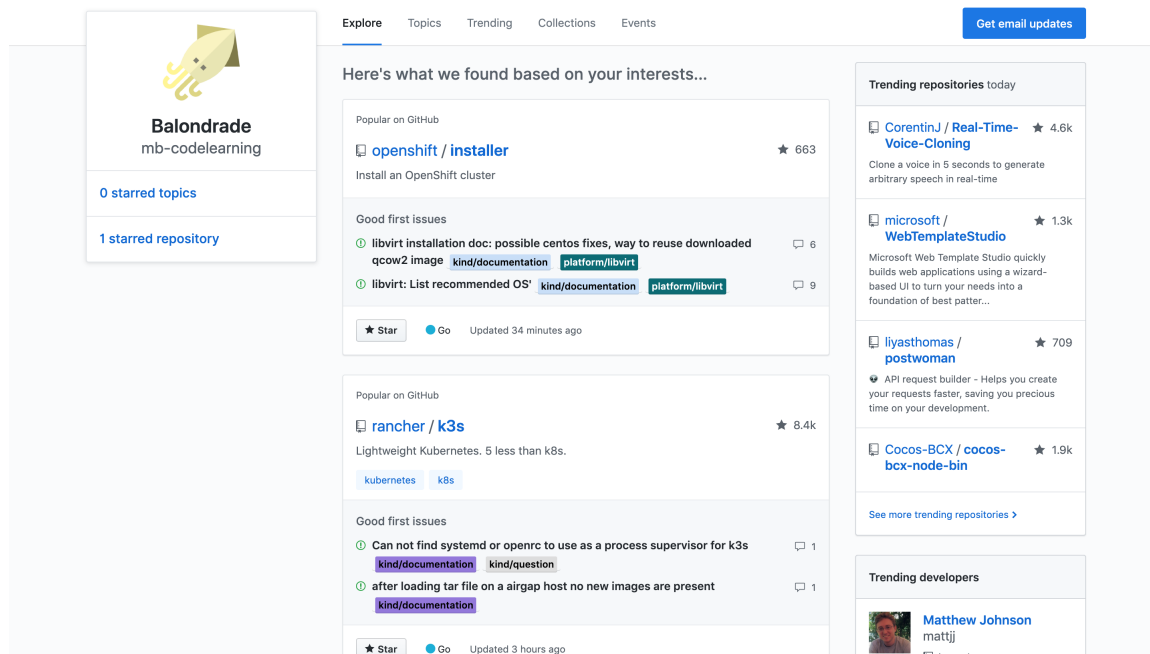 Explore Topics Trending Collections Events
Get email updates
Balondrade
mb-codelearning
0 starred topics
1 starred repository
Here's what we found based on your interests...
Popular on GitHub
openshift / installer 663
Install an OpenShift cluster
Good first issues
libvirt installation doc: possible centos fixes, way to reuse downloaded 6
qcow2 image kind/documentation platform/libvirt
libvirt: List recommended OS' kind/documentation platform/libvirt 9
Star Go Updated 34 minutes ago
Popular on GitHub
rancher / k3s 8.4k
Lightweight Kubernetes. 5 less than k8s.
kubernetes k8s
Good first issues
Can not find systemd or openrc to use as a process supervisor for k3s 1
kind/documentation kind/question
after loading tar file on a airgap host no new images are present 1
kind/documentation
Star Go Updated 3 hours ago
Trending repositories today
CorentinJ / Real-Time- 4.6k
Voice-Cloning
Clone a voice in 5 seconds to generate
arbitrary speech in real-time
microsoft / 1.3k
WebTemplateStudio
Microsoft Web Template Studio quickly
builds web applications using a wizard-
based UI to turn your needs into a
foundation of best patter...
liyasthomas / 709
postwoman
API request builder - Helps you create
your requests faster, saving you precious
time on your development.
Cocos-BCX / cocos- 1.9k
bcx-node-bin
See more trending repositories
Trending developers
Matthew Johnson
mattjj